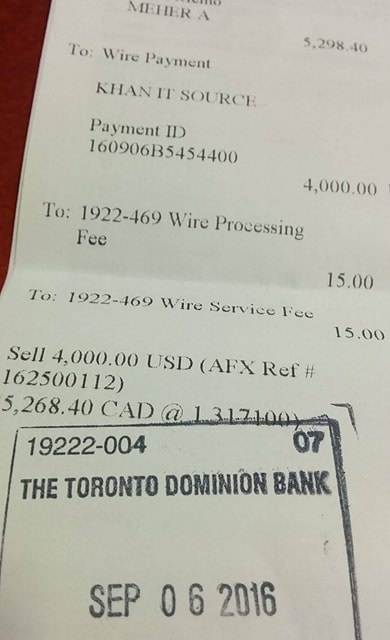 MEHER A
5,298.40
To: Wire Payment
KHAN IT SOURCE
Payment ID
160906B5454400
4,000.00
To: 1922-469 Wire Processing
Fee
15.00
To: 1922-469 Wire Service Fee
15.00
Sell 4,000.00 USD (AFX Ref #
162500112)
5,268.40 CAD @ 1.317100)
19222-004 07
THE TORONTO DOMINION BANK
SEP 06 2016